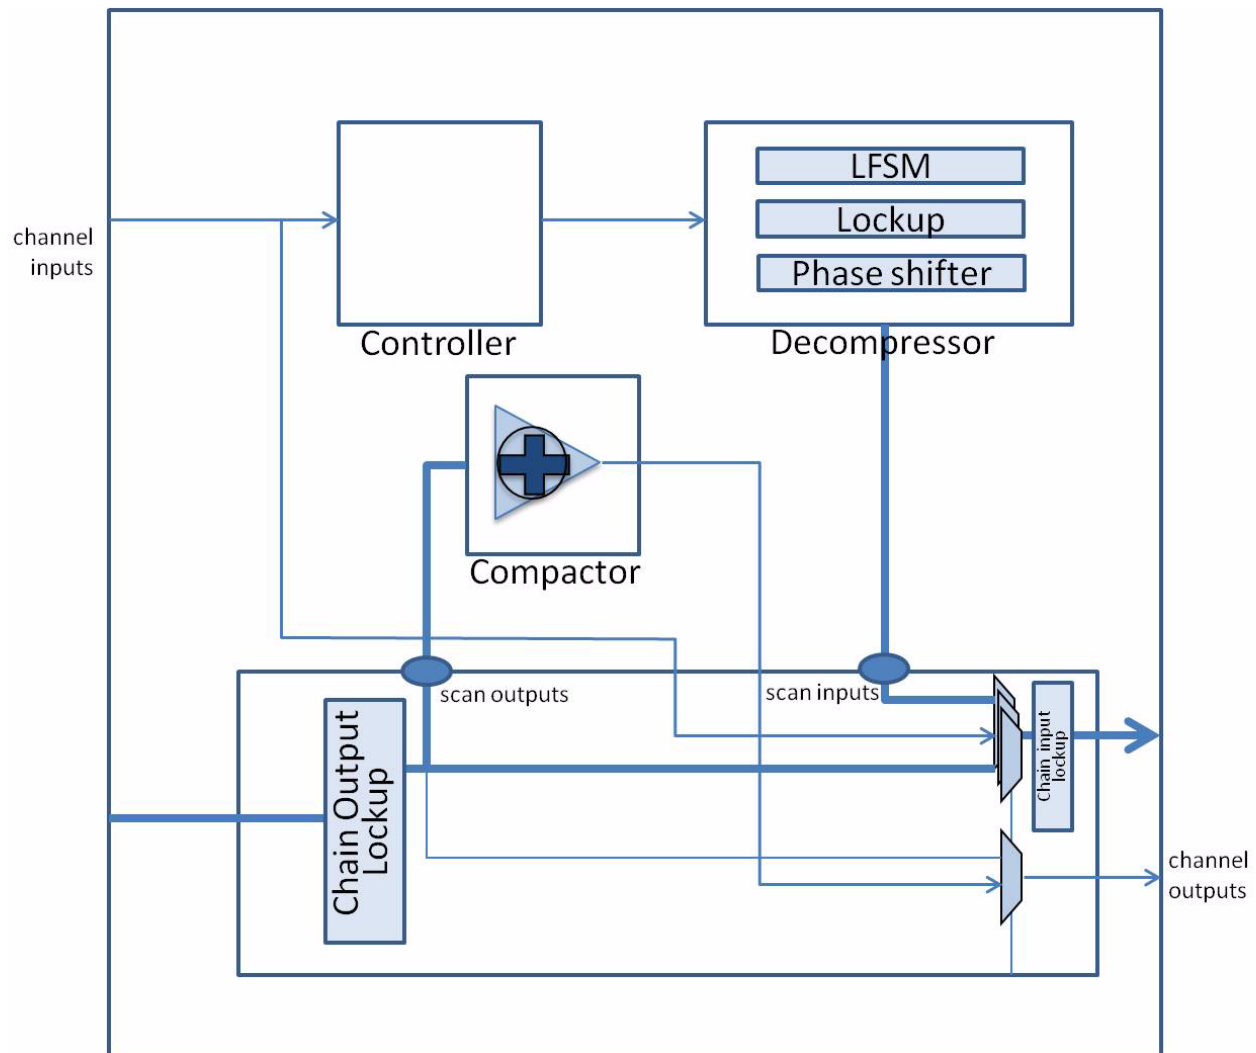 LFSM
Lockup
Phase shifter
channel
inputs
Controller
Decompressor
Compactor
scan outputs
scan inputs
Chain Output
Lockup
Chain input
lockup
channel
outputs